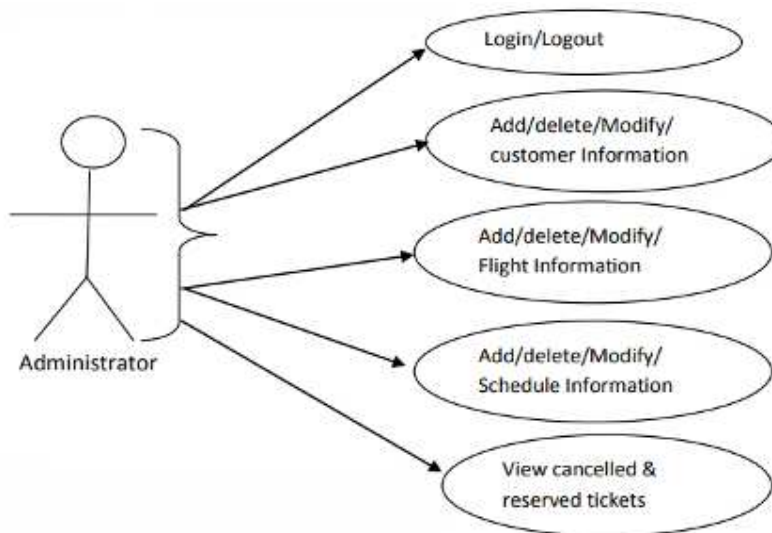 Login/Logout
Add/delete/Modify/
customer Information
Add/delete/Modify/
Flight Information
Administrator
Add/delete/Modify/
Schedule Information
View cancelled &
reserved tickets